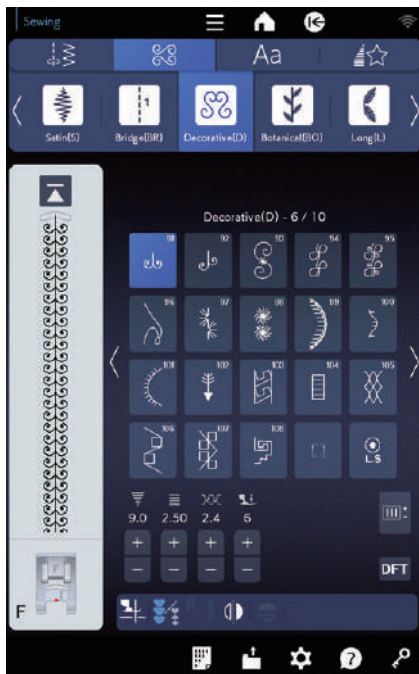 Sewing
Aa
Satin(S) Bridge(BR) Decorative(D) Botanical(BO) Long(L)
Decorative(D) - 6 / 10
91 92 93 94 95
96 97 98 99 100
101 102 103 104 105
106 107 108
LS
9.0 2.50 2.4 6
+ + + +
− − − −
DFT
F